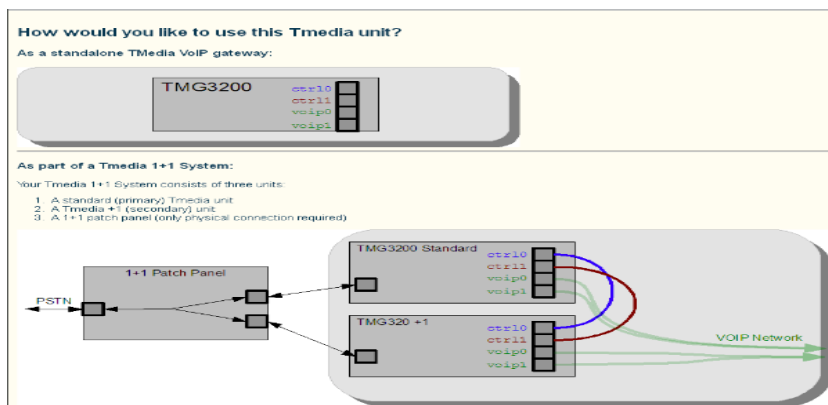 How would you like to use this Tmedia unit?
As a standalone TMedia VoIP gateway:
TMG3200
ctrl0
ctrl1
voip0
voip1
As part of a Tmedia 1+1 System:
Your Tmedia 1+1 System consists of three units:
1. A standard (primary) Tmedia unit
2. A Tmedia +1 (secondary) unit
3. A 1+1 patch panel (only physical connection required)
1+1 Patch Panel
PSTN
TMG3200 Standard
ctrl0
ctrl1
voip0
voip1
TMG320 +1
ctrl0
ctrl1
voip0
voip1
VOIP Network